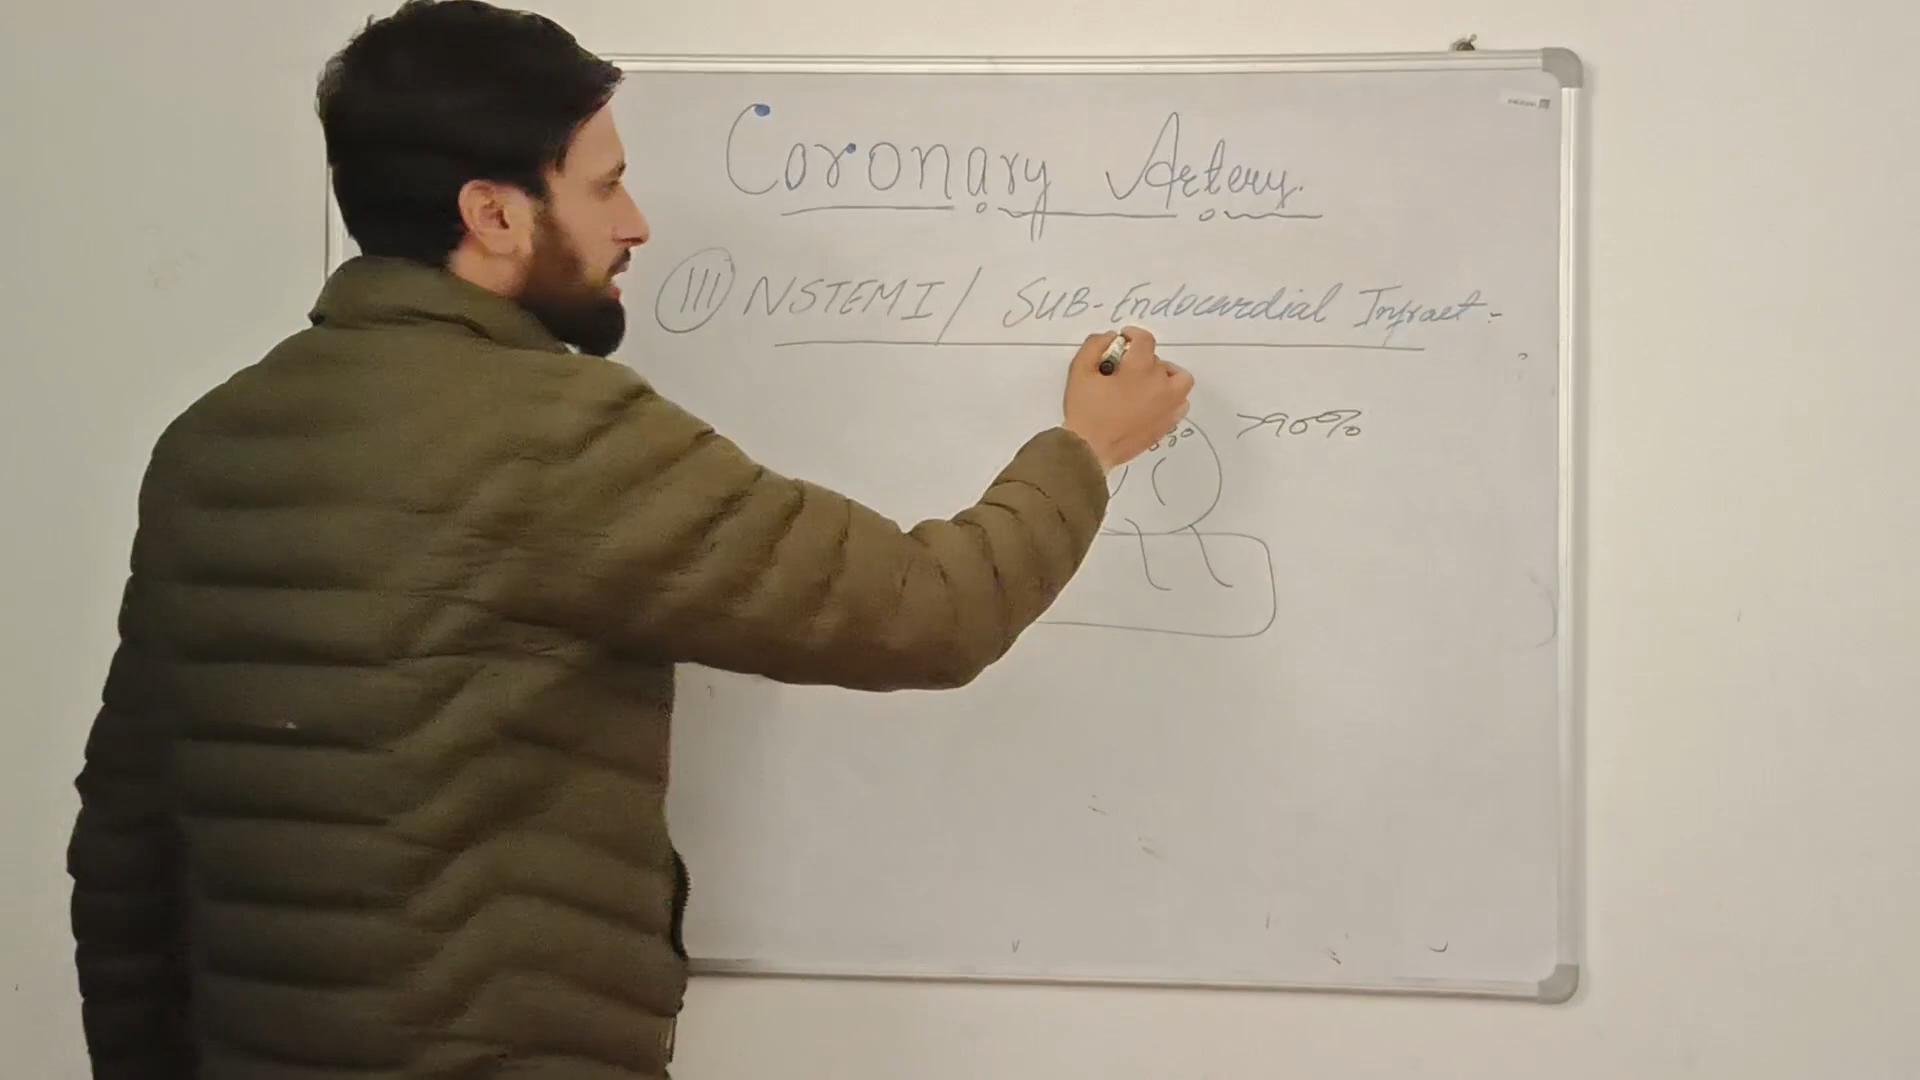 Coronary Artery.
III NSTEMI / SUB-Endocardial Infract-
>90%